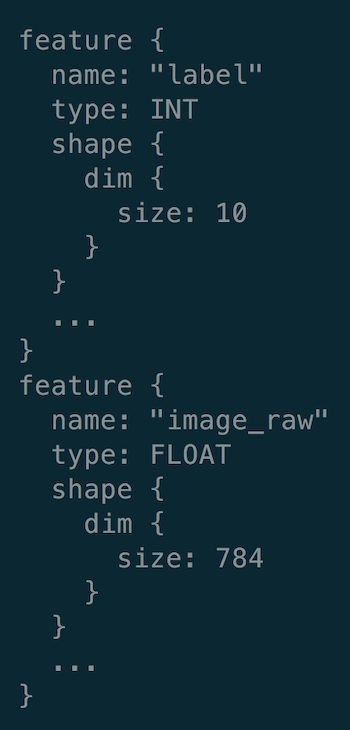 feature {
  name: "label"
  type: INT
  shape {
    dim {
      size: 10
    }
  }
  ...
}
feature {
  name: "image_raw"
  type: FLOAT
  shape {
    dim {
      size: 784
    }
  }
  ...
}